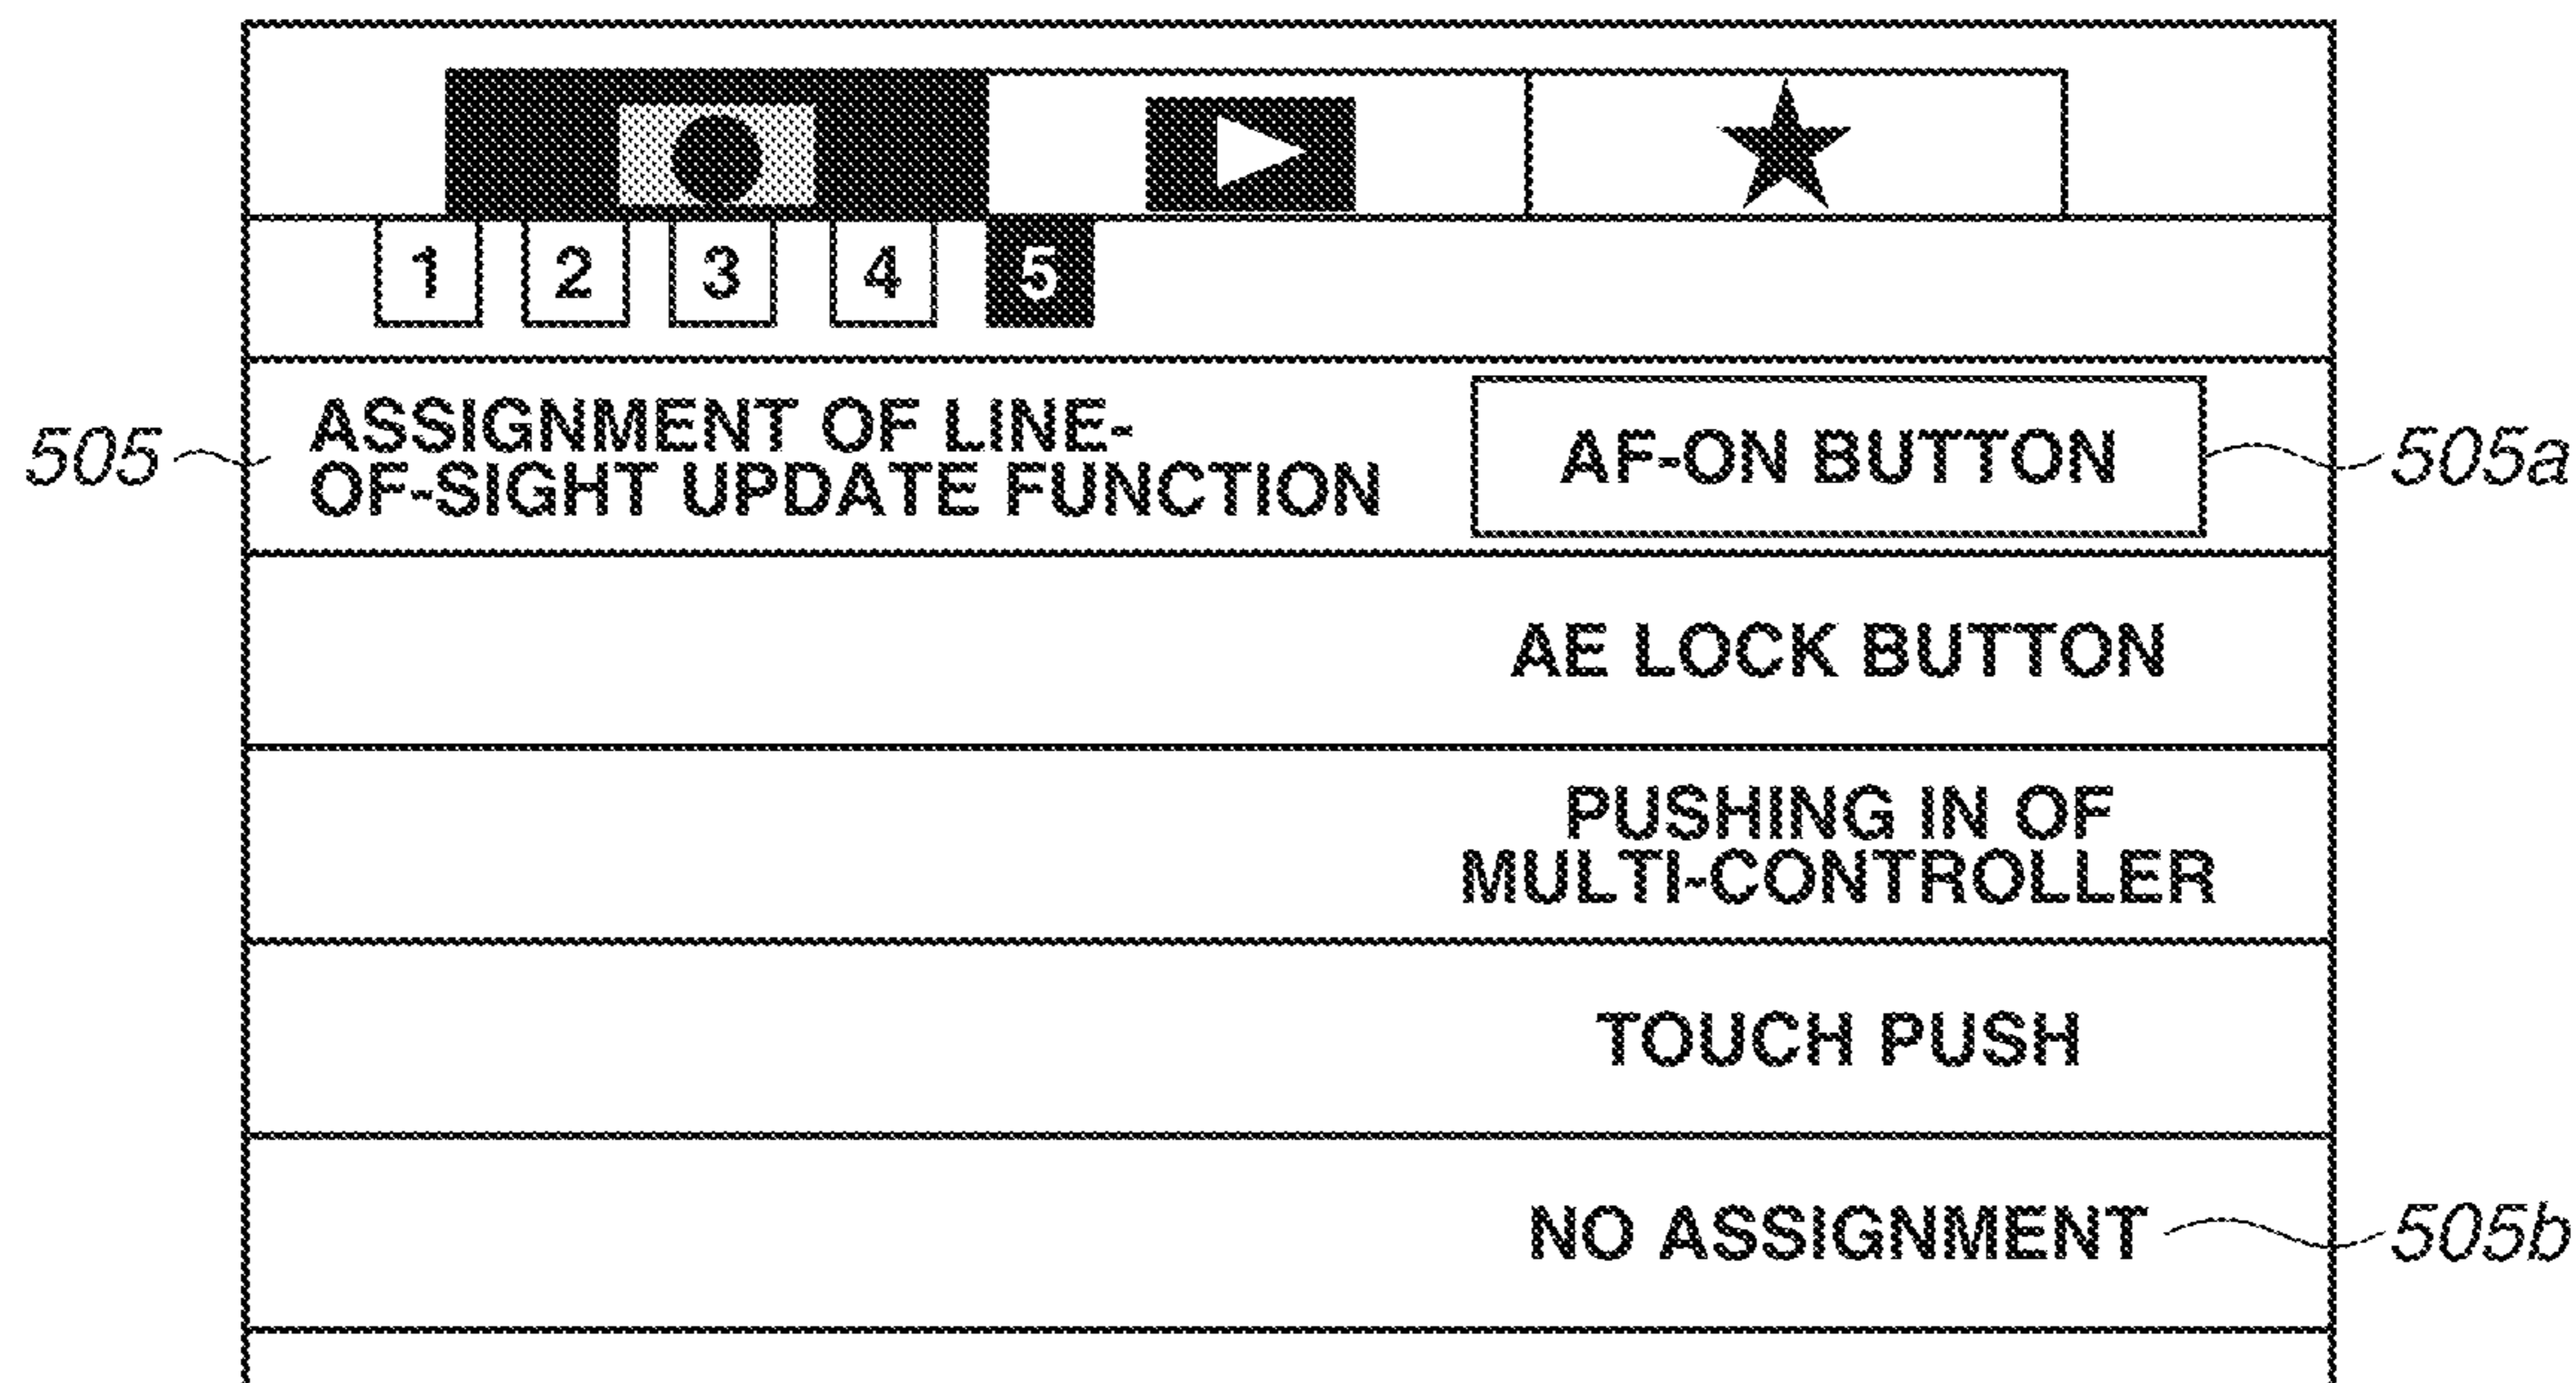 1 2 3 4 5
505 ASSIGNMENT OF LINE-
OF-SIGHT UPDATE FUNCTION
AF-ON BUTTON 505a
AE LOCK BUTTON
PUSHING IN OF
MULTI-CONTROLLER
TOUCH PUSH
NO ASSIGNMENT 505b